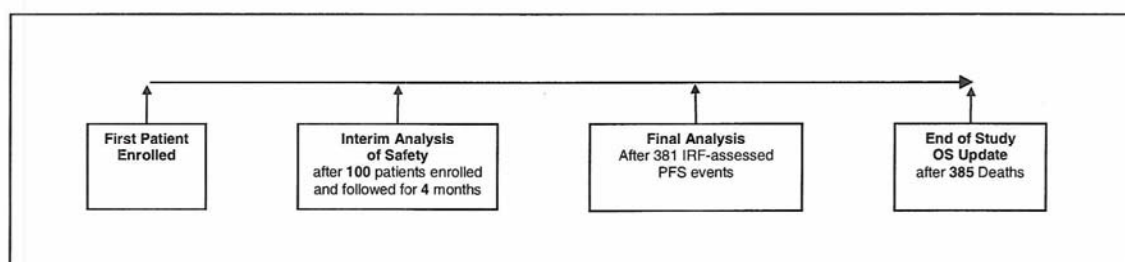 First Patient
Enrolled
Interim Analysis
of Safety
after 100 patients enrolled
and followed for 4 months
Final Analysis
After 381 IRF-assessed
PFS events
End of Study
OS Update
after 385 Deaths